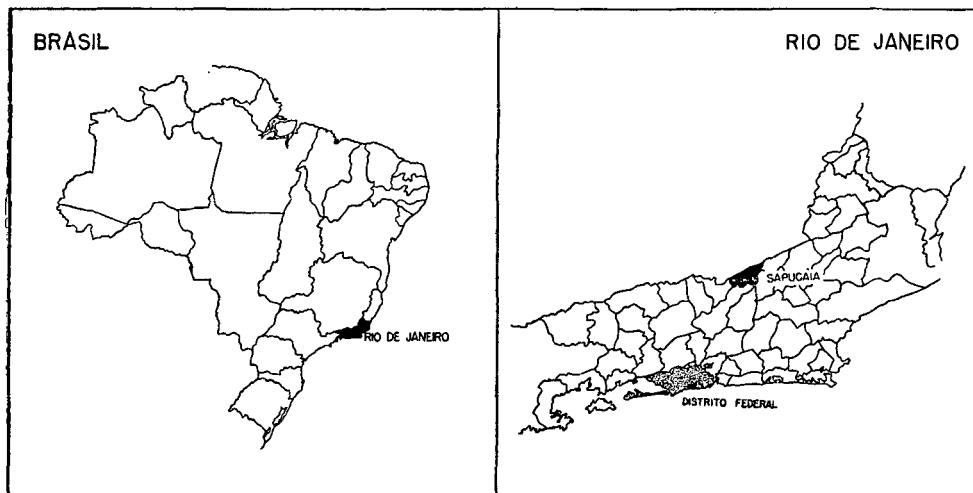 BRASIL
RIO DE JANEIRO
RIO DE JANEIRO
SAPUCAIA
DISTRITO FEDERAL